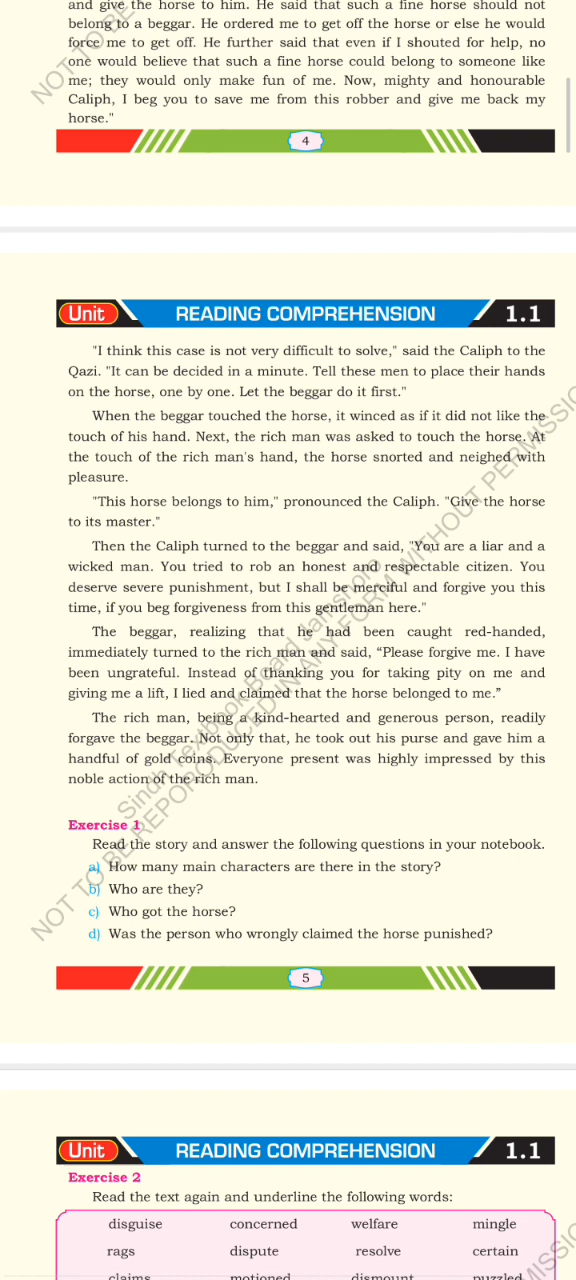 and give the horse to him. He said that such a fine horse should not
belong to a beggar. He ordered me to get off the horse or else he would
force me to get off. He further said that even if I shouted for help, no
one would believe that such a fine horse could belong to someone like
me; they would only make fun of me. Now, mighty and honourable
Caliph, I beg you to save me from this robber and give me back my
horse."
NOT TO BE
4
Unit READING COMPREHENSION 1.1
"I think this case is not very difficult to solve," said the Caliph to the
Qazi. "It can be decided in a minute. Tell these men to place their hands
on the horse, one by one. Let the beggar do it first."
When the beggar touched the horse, it winced as if it did not like the
touch of his hand. Next, the rich man was asked to touch the horse. At
the touch of the rich man's hand, the horse snorted and neighed with
pleasure.
"This horse belongs to him," pronounced the Caliph. "Give the horse
to its master."
Then the Caliph turned to the beggar and said, "You are a liar and a
wicked man. You tried to rob an honest and respectable citizen. You
deserve severe punishment, but I shall be merciful and forgive you this
time, if you beg forgiveness from this gentleman here."
The beggar, realizing that he had been caught red-handed,
immediately turned to the rich man and said, “Please forgive me. I have
been ungrateful. Instead of thanking you for taking pity on me and
giving me a lift, I lied and claimed that the horse belonged to me.”
The rich man, being a kind-hearted and generous person, readily
forgave the beggar. Not only that, he took out his purse and gave him a
handful of gold coins. Everyone present was highly impressed by this
noble action of the rich man.
Sindh Textbook Board Jamshoro
NOT TO BE REPORODUCED IN ANY FORM WITHOUT PERMISSIO
Exercise 1
Read the story and answer the following questions in your notebook.
a) How many main characters are there in the story?
b) Who are they?
c) Who got the horse?
d) Was the person who wrongly claimed the horse punished?
5
Unit READING COMPREHENSION 1.1
Exercise 2
Read the text again and underline the following words:
disguise concerned welfare mingle
rags dispute resolve certain
claims motioned dismount puzzled